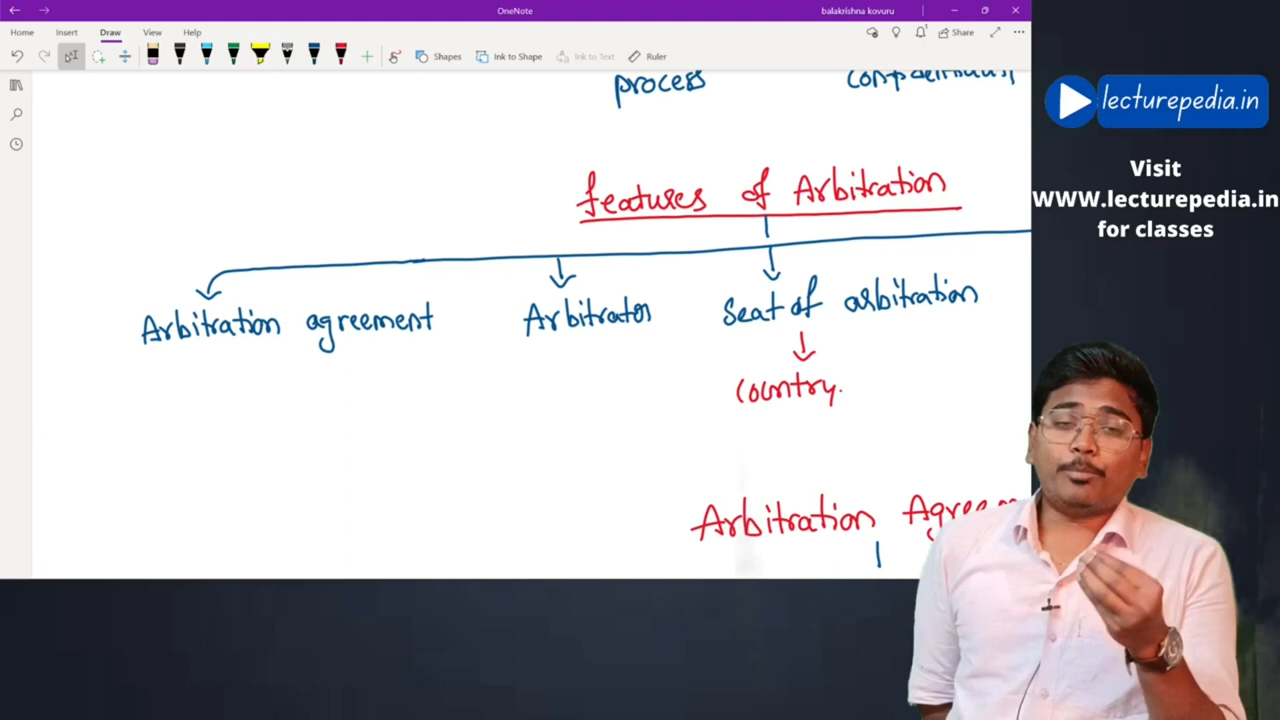 OneNote
balakrishna kovuru
Home Insert Draw View Help
Share
Shapes
Ink to Shape
Ink to Text
Ruler
process
lecturepedia.in
Visit
WWW.lecturepedia.in
for classes
features of Arbitration
Arbitration agreement
Arbitrator
Seat of arbitration
Country.
Arbitration